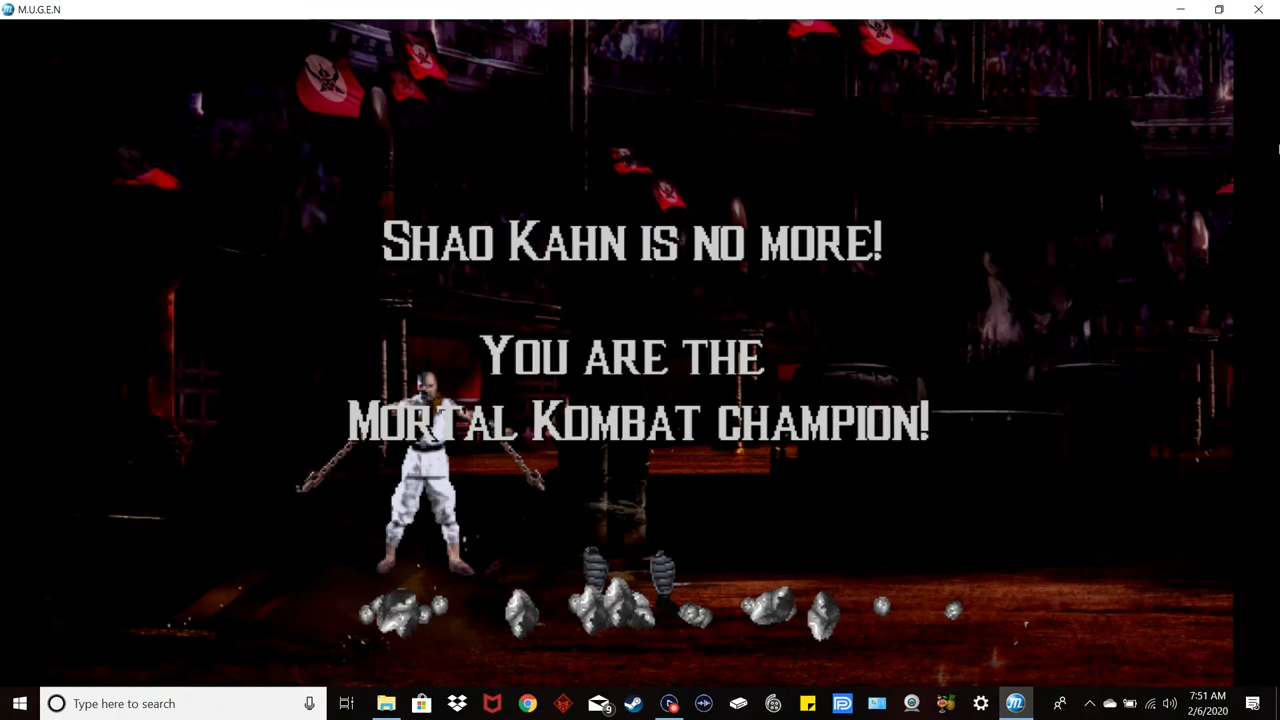 M.U.G.E.N
Shao Kahn is no more!
You are the
Mortal Kombat champion!
Type here to search
9
7:51 AM
2/6/2020